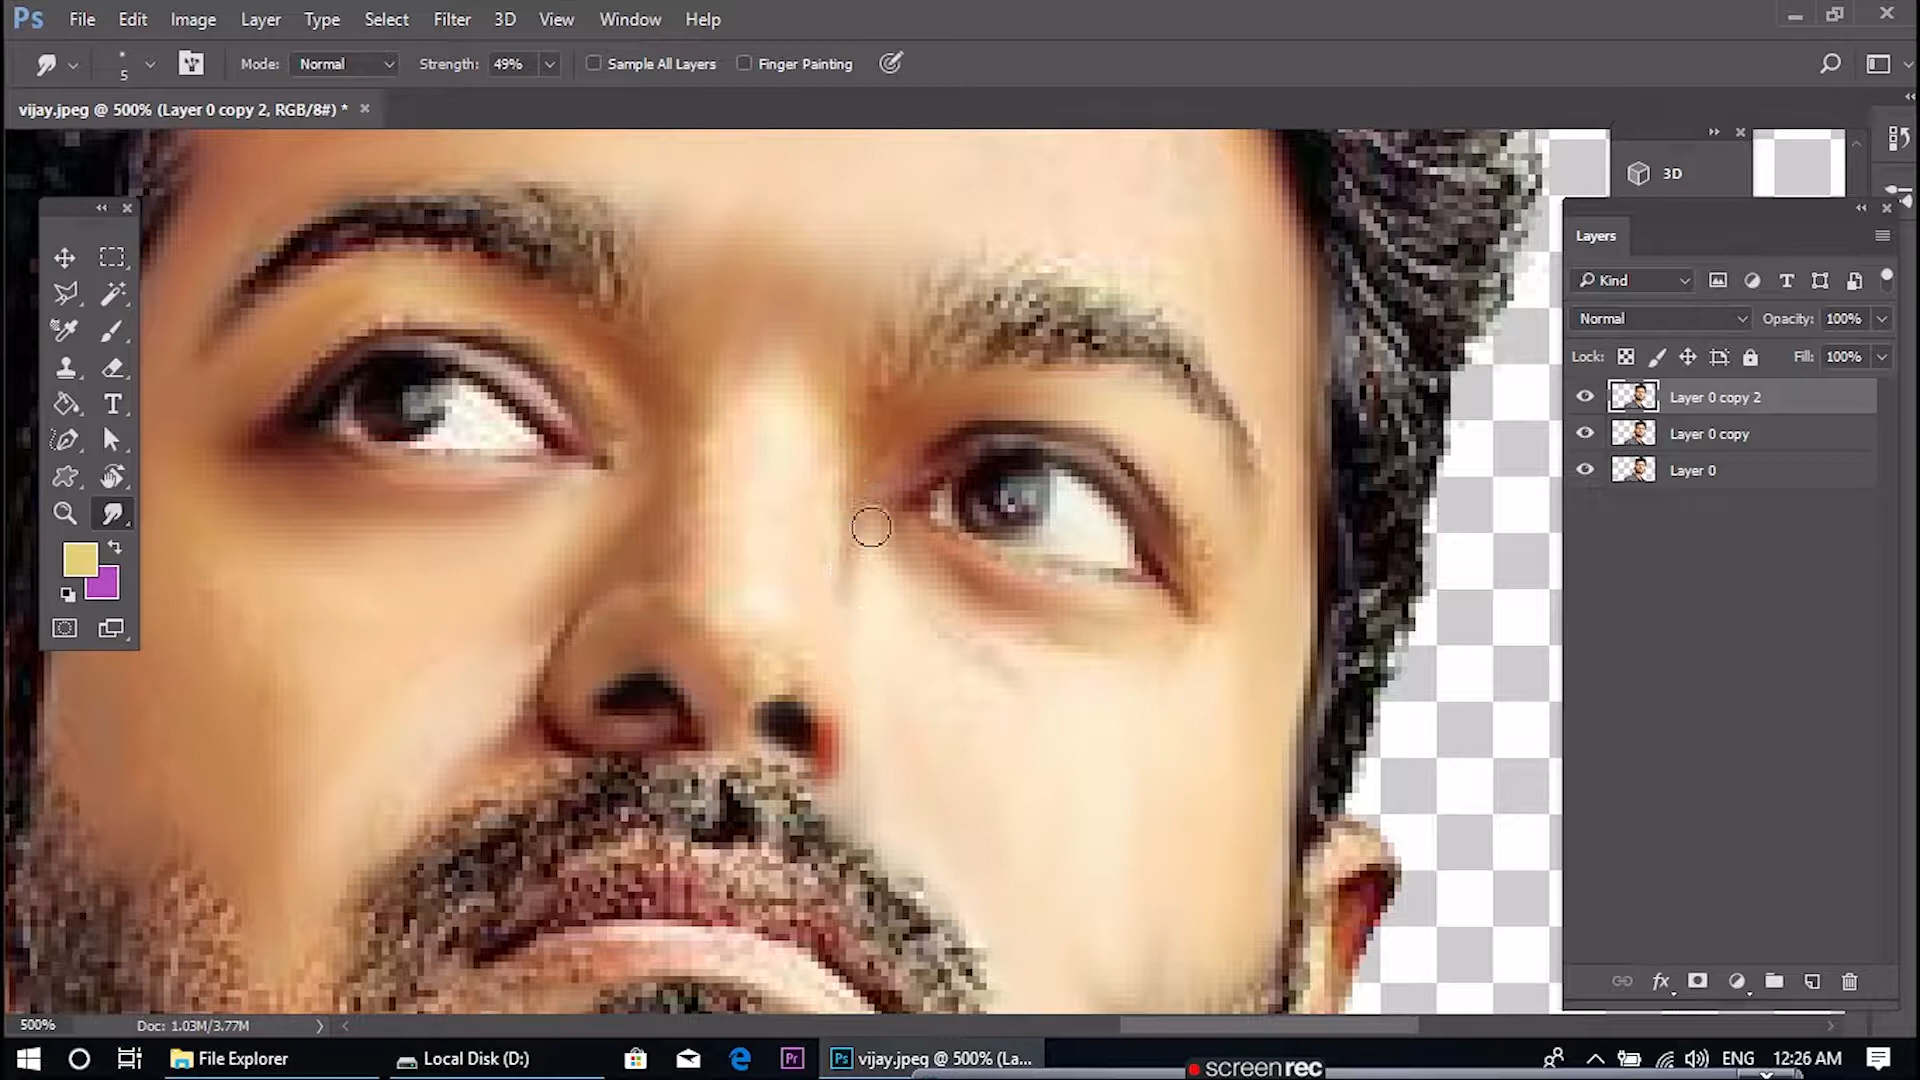 Ps File Edit Image Layer Type Select Filter 3D View Window Help
5 Mode: Normal Strength: 49% Sample All Layers Finger Painting
vijay.jpeg @ 500% (Layer 0 copy 2, RGB/8#) *
3D
Layers
Kind
Normal Opacity: 100%
Lock: Fill: 100%
Layer 0 copy 2
Layer 0 copy
Layer 0
fx
500% Doc: 1.03M/3.77M
File Explorer Local Disk (D:) Pr Ps vijay.jpeg @ 500% (La... ENG 12:26 AM
screenrec